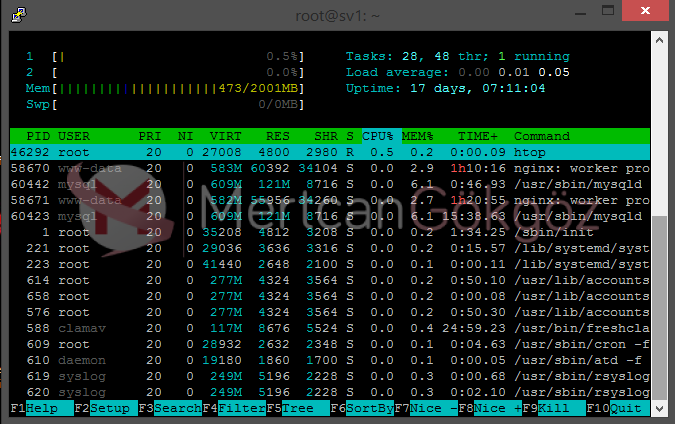 root@sv1: ~
1 [| 0.5%] Tasks: 28, 48 thr; 1 running
2 [ 0.0%] Load average: 0.00 0.01 0.05
Mem[||||||||||||||||||||||473/2001MB] Uptime: 17 days, 07:11:04
Swp[ 0/0MB]
PID USER PRI NI VIRT RES SHR S CPU% MEM% TIME+ Command
46292 root 20 0 27008 4800 2980 R 0.5 0.2 0:00.09 htop
58670 www-data 20 0 583M 60392 34104 S 0.0 2.9 1h10:16 nginx: worker pro
60442 mysql 20 0 609M 121M 8716 S 0.0 6.1 0:46.93 /usr/sbin/mysqld
58671 www-data 20 0 582M 55956 34260 S 0.0 2.7 1h20:55 nginx: worker pro
60423 mysql 20 0 609M 121M 8716 S 0.0 6.1 15:38.63 /usr/sbin/mysqld
MertcanGökgöz
1 root 20 0 35208 4812 3208 S 0.0 0.2 1:34.25 /sbin/init
221 root 20 0 29036 3636 3316 S 0.0 0.2 0:15.57 /lib/systemd/syst
223 root 20 0 41440 2648 2100 S 0.0 0.1 0:00.11 /lib/systemd/syst
614 root 20 0 277M 4324 3564 S 0.0 0.2 0:50.10 /usr/lib/accounts
658 root 20 0 277M 4324 3564 S 0.0 0.2 0:00.08 /usr/lib/accounts
576 root 20 0 277M 4324 3564 S 0.0 0.2 0:50.30 /usr/lib/accounts
588 clamav 20 0 117M 8676 5524 S 0.0 0.4 24:59.23 /usr/bin/freshcla
609 root 20 0 28932 2632 2348 S 0.0 0.1 0:09.34 /usr/sbin/cron -f
610 daemon 20 0 19180 1860 1700 S 0.0 0.1 0:00.05 /usr/sbin/atd -f
619 syslog 20 0 249M 5196 2228 S 0.0 0.3 0:00.68 /usr/sbin/rsyslog
620 syslog 20 0 249M 5196 2228 S 0.0 0.3 0:02.10 /usr/sbin/rsyslog
F1Help F2Setup F3SearchF4FilterF5Tree F6SortByF7Nice -F8Nice +F9Kill F10Quit